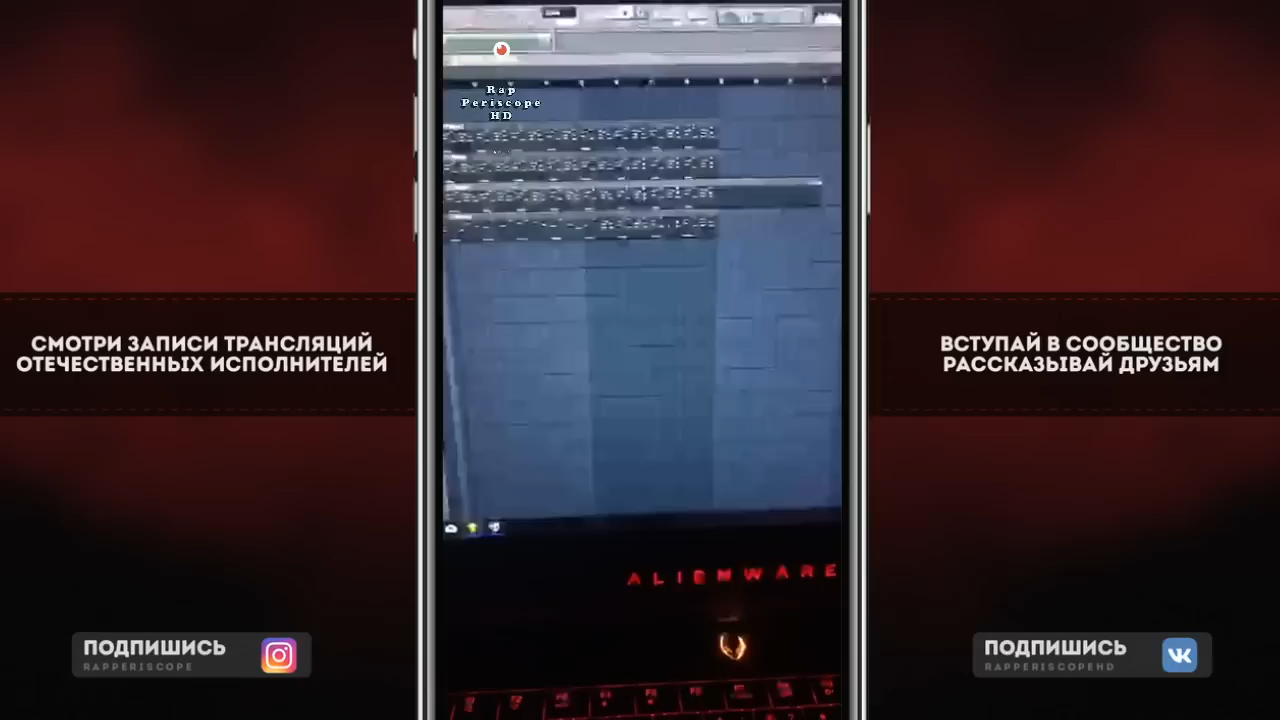 Rap
Periscope
HD
СМОТРИ ЗАПИСИ ТРАНСЛЯЦИЙ
ОТЕЧЕСТВЕННЫХ ИСПОЛНИТЕЛЕЙ
ВСТУПАЙ В СООБЩЕСТВО
РАССКАЗЫВАЙ ДРУЗЬЯМ
ALIENWARE
ПОДПИШИСЬ
RAPPERISCOPE
ПОДПИШИСЬ
RAPPERISCOPEHD